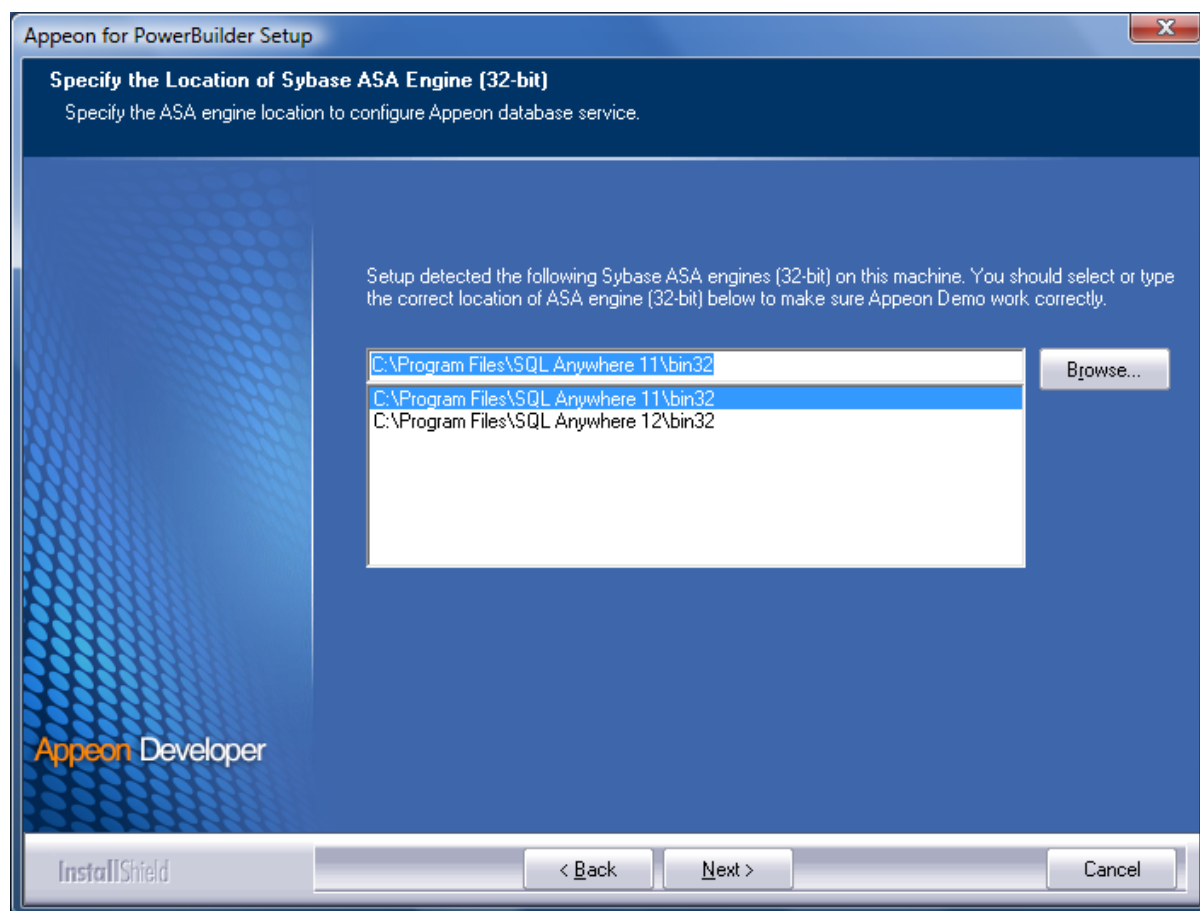 Appeon for PowerBuilder Setup
Specify the Location of Sybase ASA Engine (32-bit)
Specify the ASA engine location to configure Appeon database service.
Setup detected the following Sybase ASA engines (32-bit) on this machine. You should select or type
the correct location of ASA engine (32-bit) below to make sure Appeon Demo work correctly.
C:\Program Files\SQL Anywhere 11\bin32
Browse...
C:\Program Files\SQL Anywhere 11\bin32
C:\Program Files\SQL Anywhere 12\bin32
Appeon Developer
InstallShield
< Back
Next >
Cancel